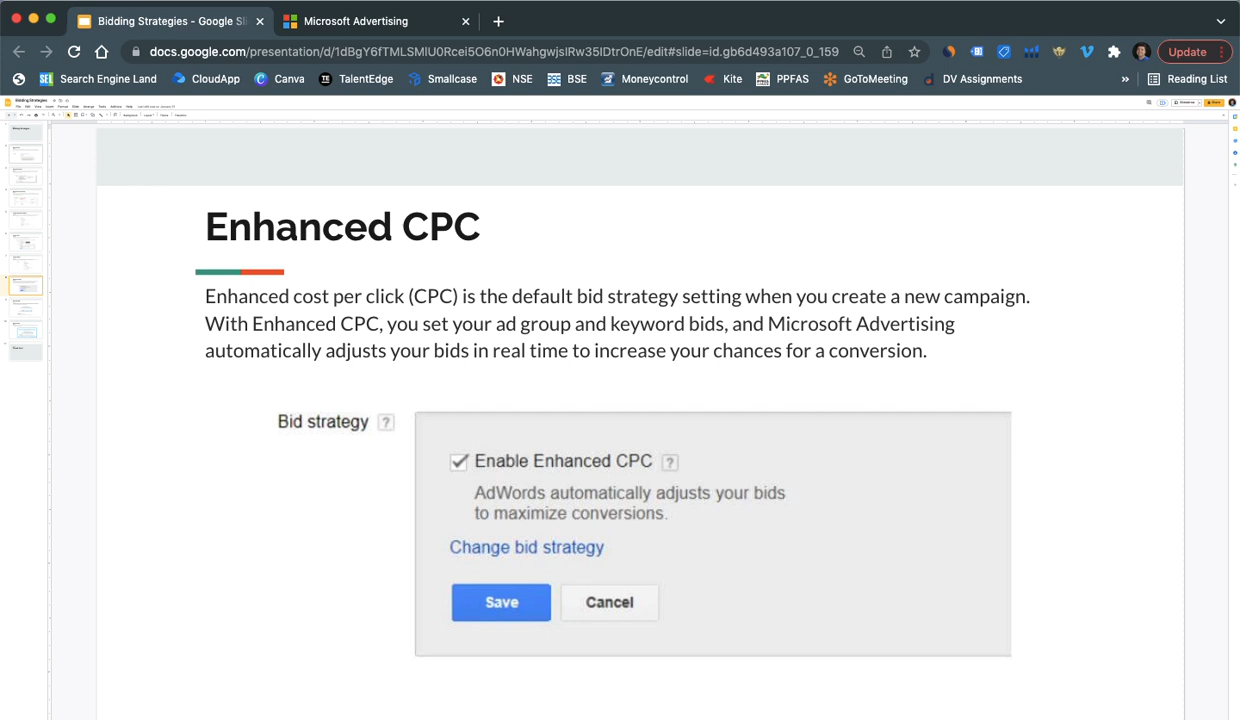 Bidding Strategies - Google Sl
Microsoft Advertising
docs.google.com/presentation/d/1dBgY6fTMLSMlU0Rcei5O6n0HWahgwjslRw35lDtrOnE/edit#slide=id.gb6d493a107_0_159
Update
Search Engine Land
CloudApp
Canva
TalentEdge
Smallcase
NSE
BSE
Moneycontrol
Kite
PPFAS
GoToMeeting
DV Assignments
»
Reading List
Bidding Strategies
Enhanced CPC
Enhanced cost per click (CPC) is the default bid strategy setting when you create a new campaign.
With Enhanced CPC, you set your ad group and keyword bids, and Microsoft Advertising
automatically adjusts your bids in real time to increase your chances for a conversion.
Bid strategy ?
Enable Enhanced CPC ?
AdWords automatically adjusts your bids
to maximize conversions.
Change bid strategy
Save
Cancel